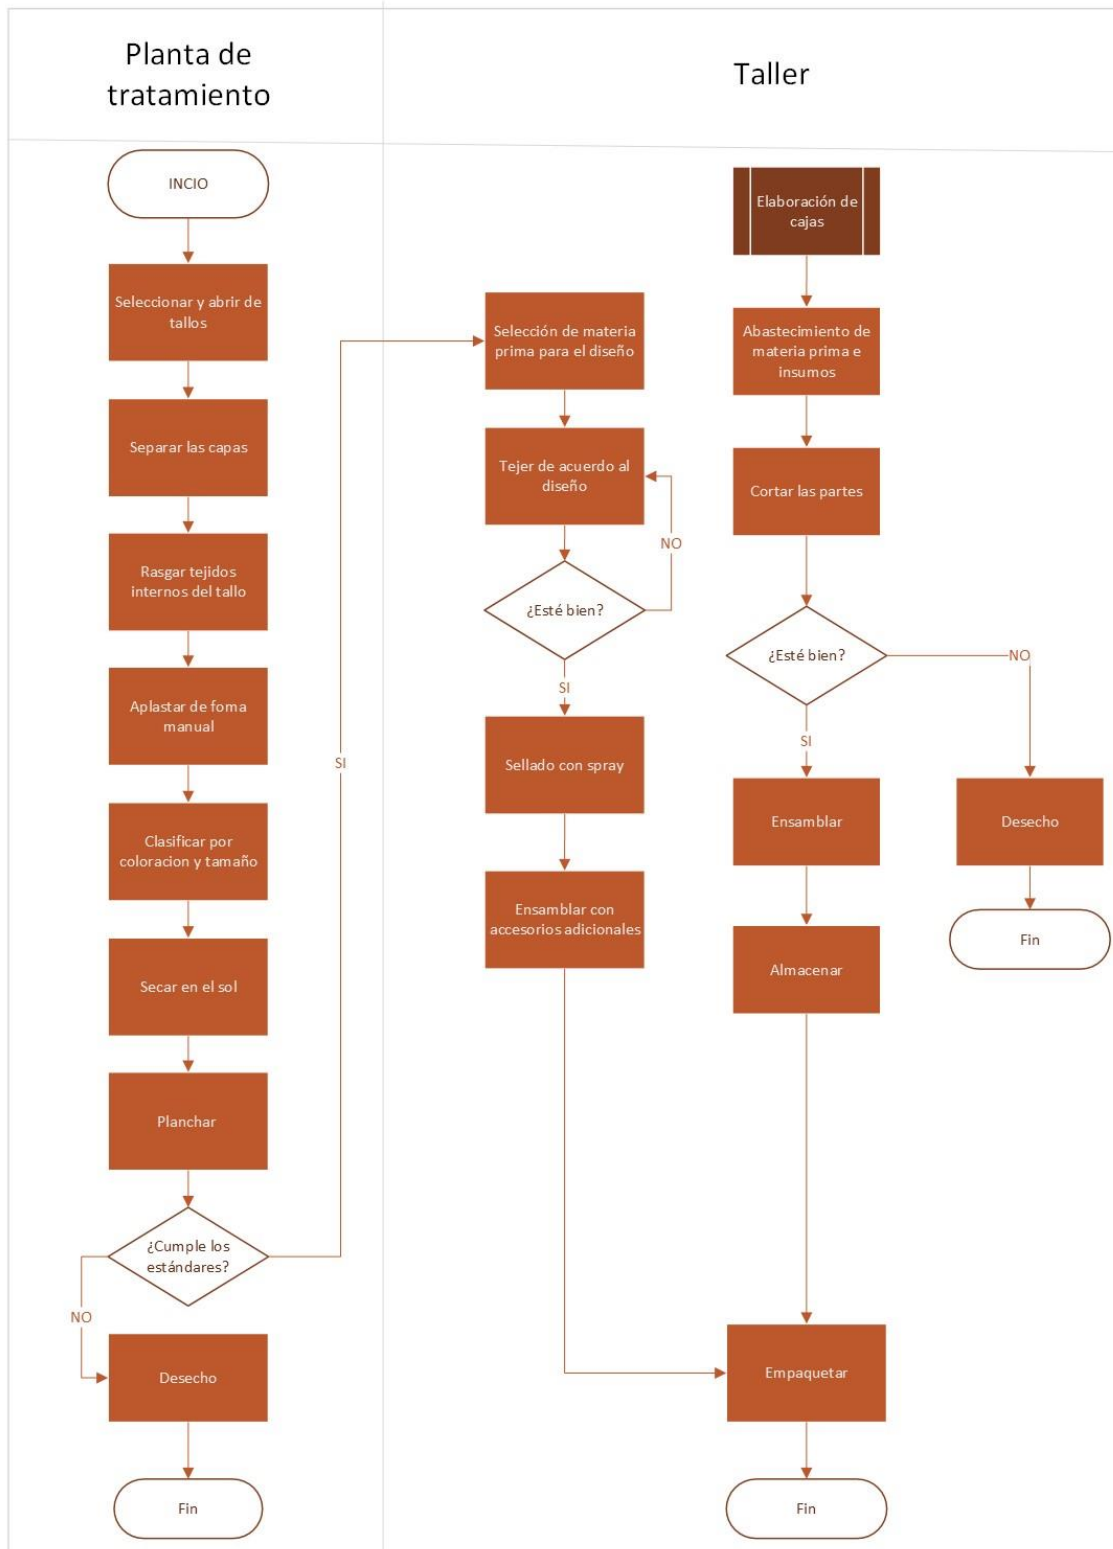 Planta de
tratamiento
Taller
INCIO
Seleccionar y abrir de
tallos
Separar las capas
Rasgar tejidos
internos del tallo
Aplastar de foma
manual
Clasificar por
coloracion y tamaño
Secar en el sol
Planchar
¿Cumple los
estándares?
NO
Desecho
Fin
SI
Selección de materia
prima para el diseño
Tejer de acuerdo al
diseño
NO
¿Esté bien?
SI
Sellado con spray
Ensamblar con
accesorios adicionales
Elaboración de
cajas
Abastecimiento de
materia prima e
insumos
Cortar las partes
¿Esté bien?
NO
SI
Ensamblar
Desecho
Fin
Almacenar
Empaquetar
Fin